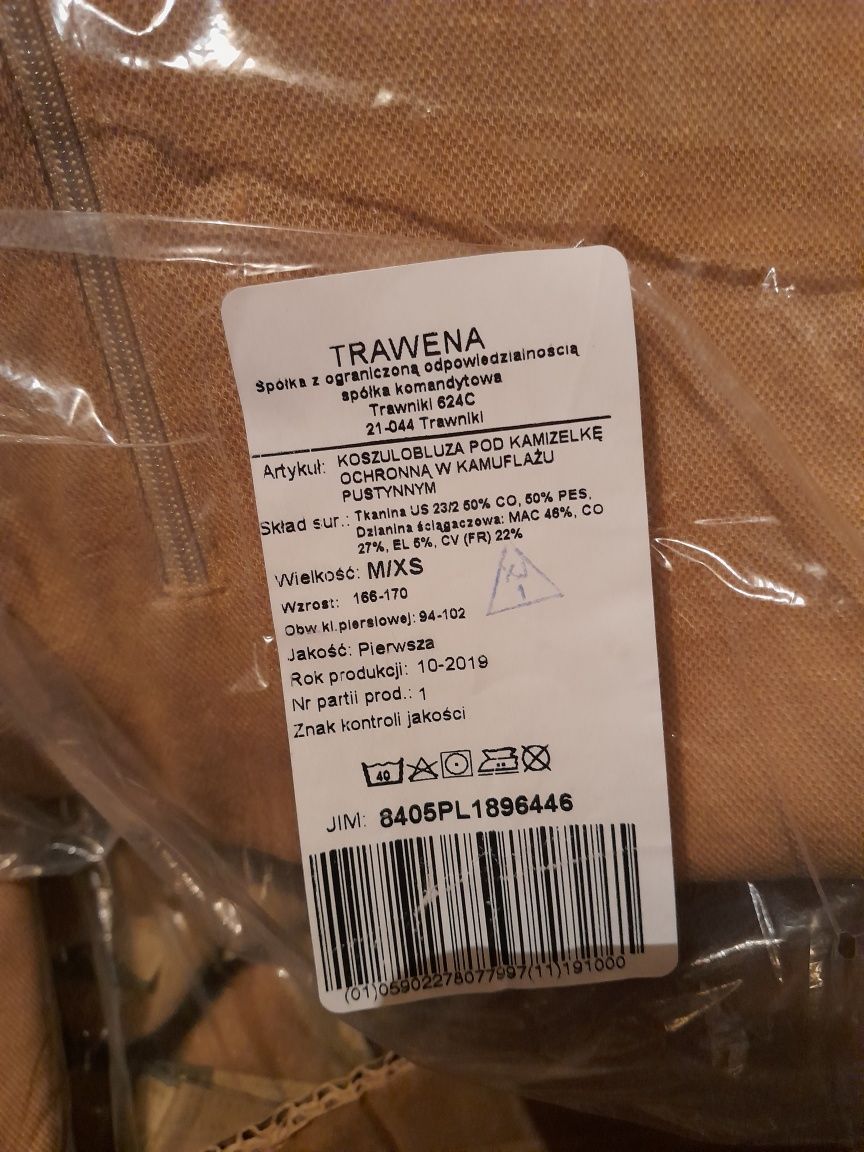 TRAWENA
Spółka z ograniczoną odpowiedzialnością
spółka komandytowa
Trawniki 624C
21-044 Trawniki
Artykuł: KOSZULOBLUZA POD KAMIZELKĘ
OCHRONNĄ W KAMUFLAŻU
PUSTYNNYM
Skład sur.: Tkanina US 23/2 50% CO, 50% PES,
Dzianina ściągaczowa: MAC 46%, CO
27%, EL 5%, CV (FR) 22%
Wielkość: M/XS
Wzrost: 166-170
Obw.kl.piersiowej: 94-102
Jakość: Pierwsza
Rok produkcji: 10-2019
Nr partii prod.: 1
Znak kontroli jakości
1
40
JIM: 8405PL1896446
(01)05902278077997(11)191000